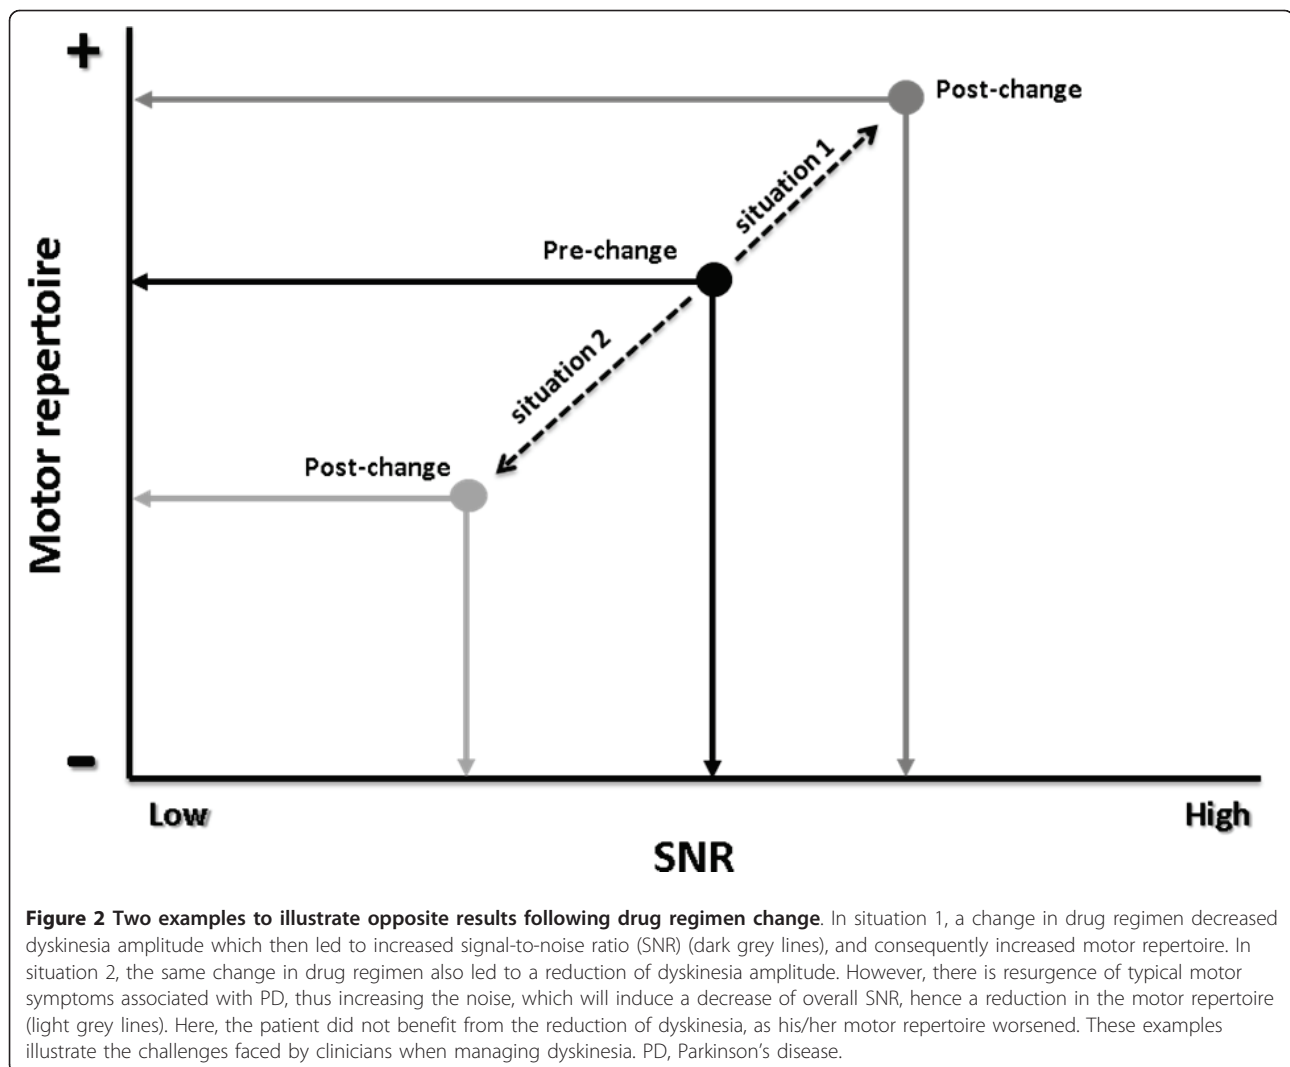 +
Post-change
situation 1
Pre-change
situation 2
Post-change
Motor repertoire
-
Low
High
SNR
Figure 2 Two examples to illustrate opposite results following drug regimen change. In situation 1, a change in drug regimen decreased
dyskinesia amplitude which then led to increased signal-to-noise ratio (SNR) (dark grey lines), and consequently increased motor repertoire. In
situation 2, the same change in drug regimen also led to a reduction of dyskinesia amplitude. However, there is resurgence of typical motor
symptoms associated with PD, thus increasing the noise, which will induce a decrease of overall SNR, hence a reduction in the motor repertoire
(light grey lines). Here, the patient did not benefit from the reduction of dyskinesia, as his/her motor repertoire worsened. These examples
illustrate the challenges faced by clinicians when managing dyskinesia. PD, Parkinson's disease.